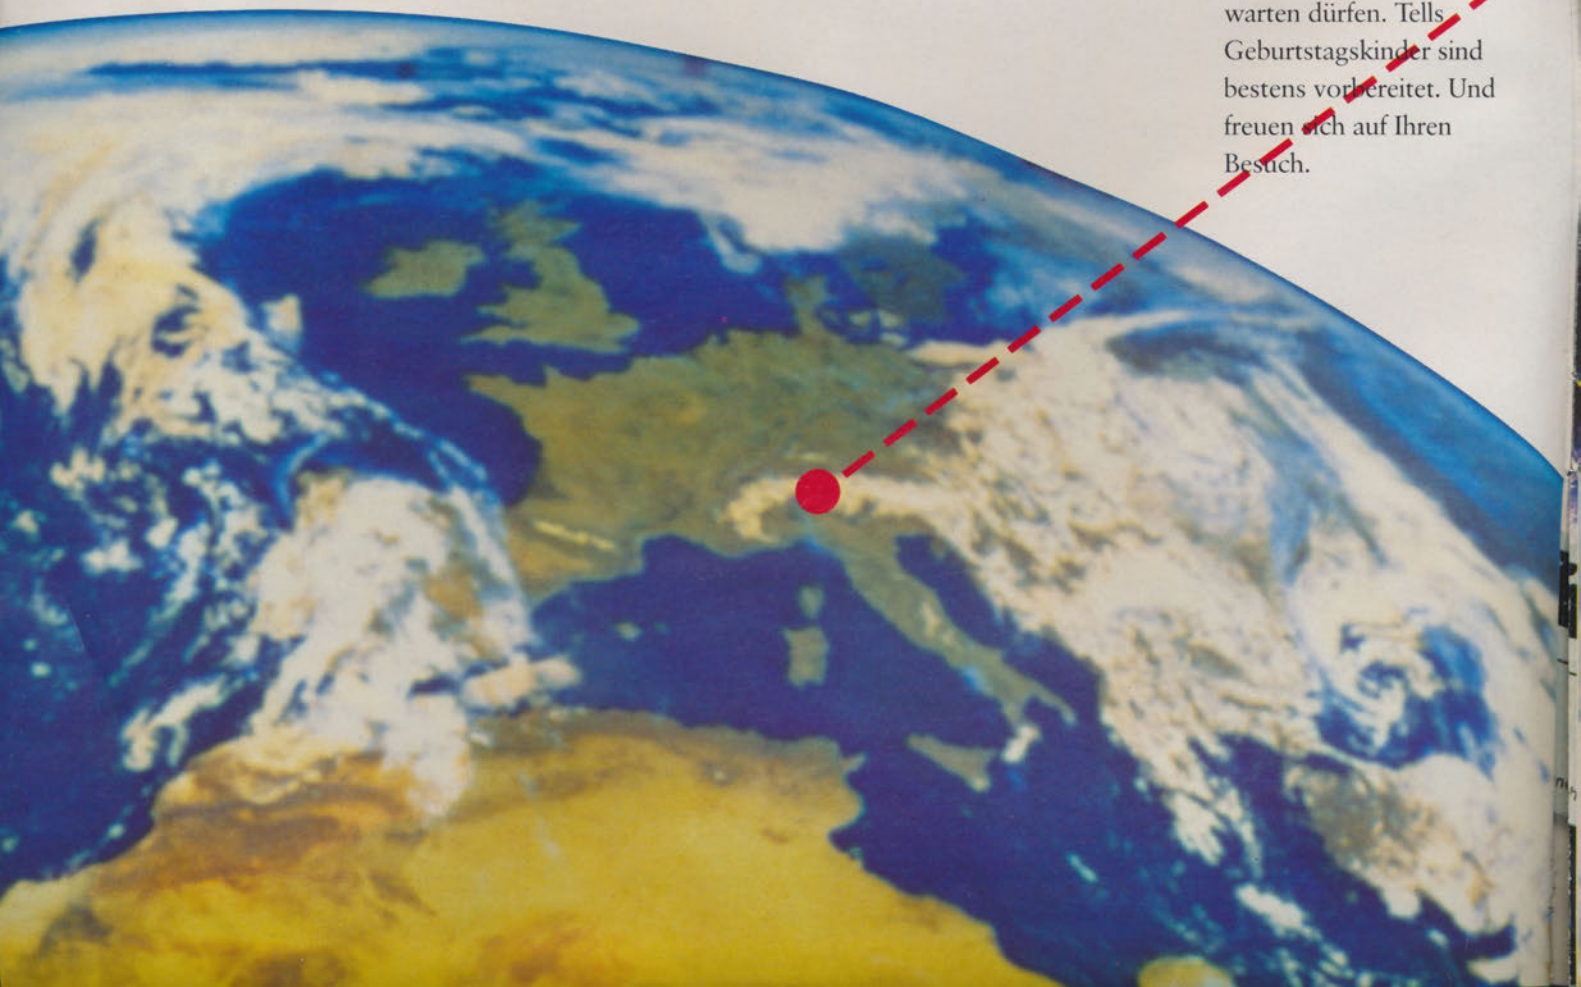 warten dürfen. Tells
Geburtstagskinder sind
bestens vorbereitet. Und
freuen sich auf Ihren
Besuch.